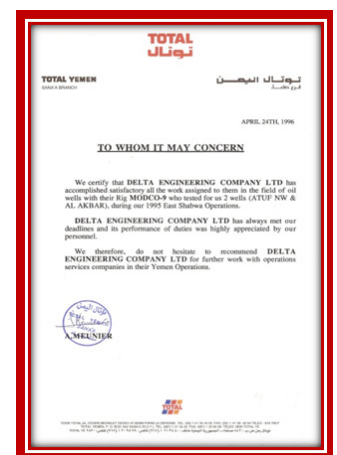 TOTAL
توتال
TOTAL YEMEN
توتال اليمن
SANA'A BRANCH
فرع صنعاء
APRIL 24TH, 1996
TO WHOM IT MAY CONCERN
We certify that DELTA ENGINEERING COMPANY LTD has
accomplished satisfactory all the work assigned to them in the field of oil
wells with their Rig MODCO-9 who tested for us 2 wells (ATUF NW &
AL AKBAR), during our 1995 East Shabwa Operations.
DELTA ENGINEERING COMPANY LTD has always met our
deadlines and its performance of duties was highly appreciated by our
personnel.
We therefore, do not hesitate to recommend DELTA
ENGINEERING COMPANY LTD for further work with operations
services companies in their Yemen Operations.
A.MEUNIER
TOTAL